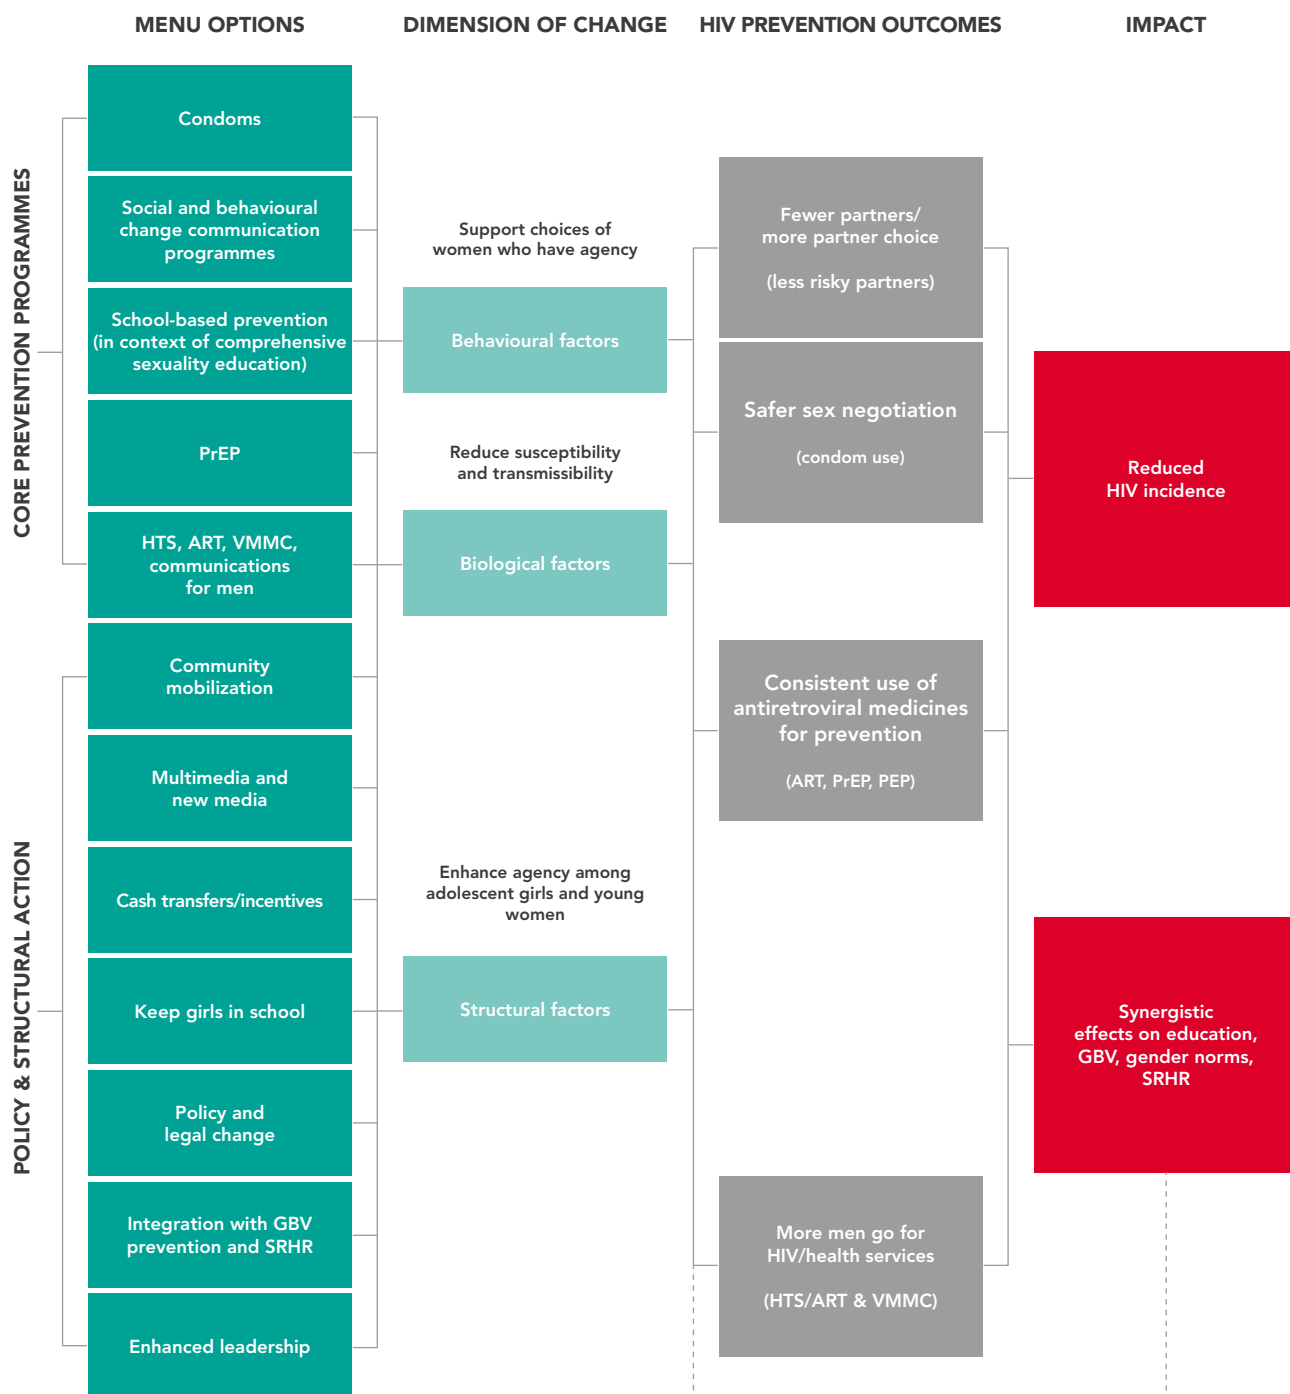 MENU OPTIONS
DIMENSION OF CHANGE
HIV PREVENTION OUTCOMES
IMPACT
CORE PREVENTION PROGRAMMES
Condoms
Social and behavioural
change communication
programmes
School-based prevention
(in context of comprehensive
sexuality education)
PrEP
HTS, ART, VMMC,
communications
for men
POLICY & STRUCTURAL ACTION
Community
mobilization
Multimedia and
new media
Cash transfers/incentives
Keep girls in school
Policy and
legal change
Integration with GBV
prevention and SRHR
Enhanced leadership
Support choices of
women who have agency
Behavioural factors
Reduce susceptibility
and transmissibility
Biological factors
Enhance agency among
adolescent girls and young
women
Structural factors
Fewer partners/
more partner choice
(less risky partners)
Safer sex negotiation
(condom use)
Consistent use of
antiretroviral medicines
for prevention
(ART, PrEP, PEP)
More men go for
HIV/health services
(HTS/ART & VMMC)
Reduced
HIV incidence
Synergistic
effects on education,
GBV, gender norms,
SRHR